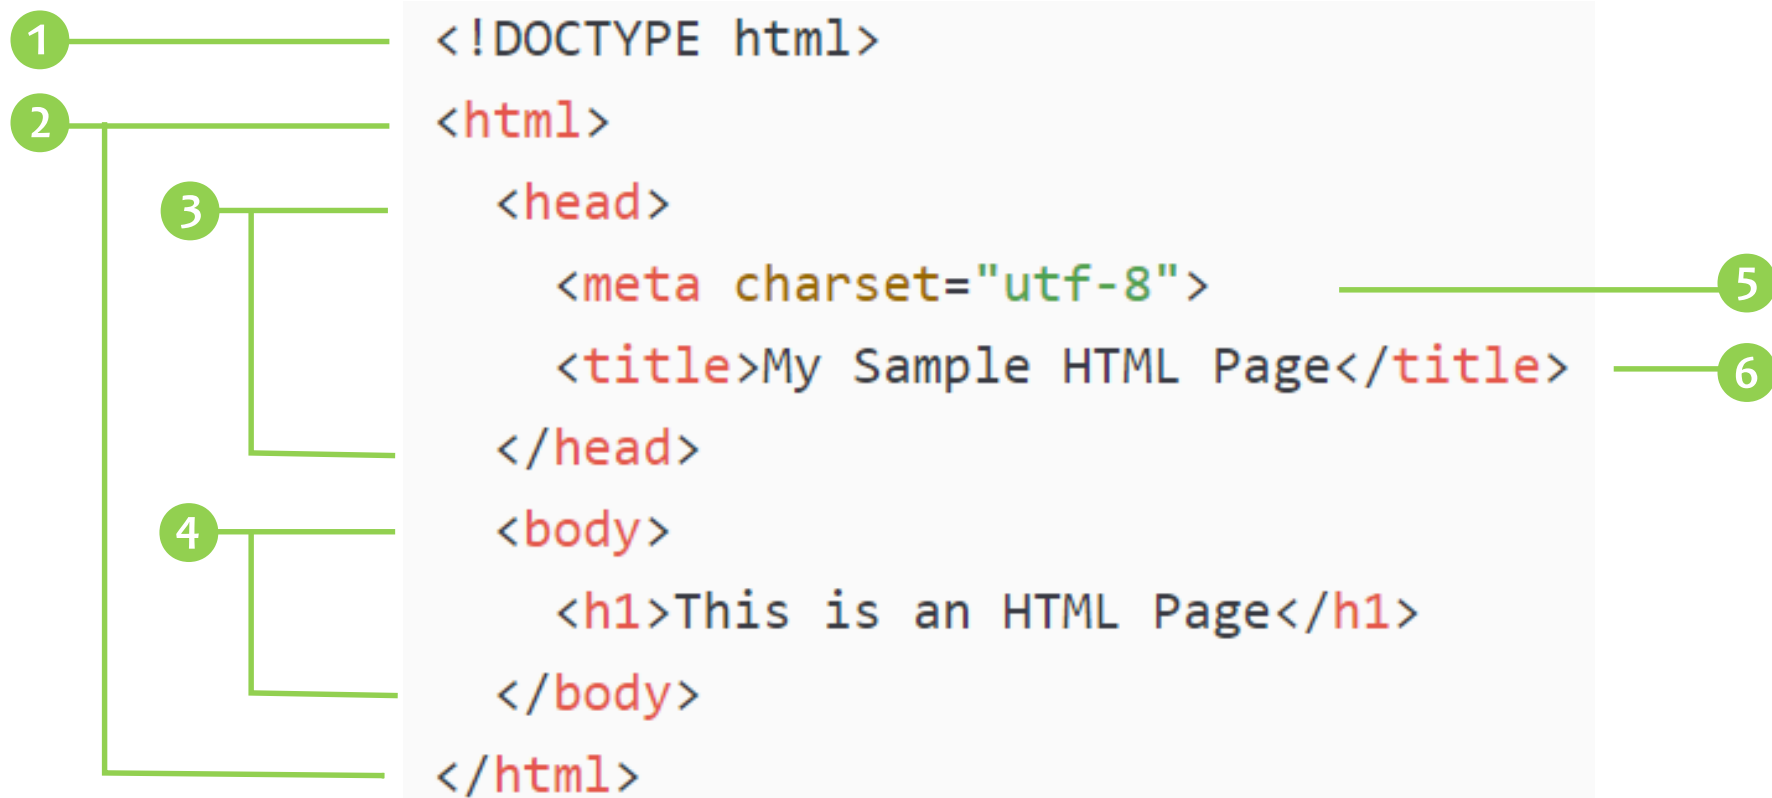 1 <!DOCTYPE html>
2 <html>
3 <head>
<meta charset="utf-8"> 5
<title>My Sample HTML Page</title> 6
</head>
4 <body>
<h1>This is an HTML Page</h1>
</body>
</html>